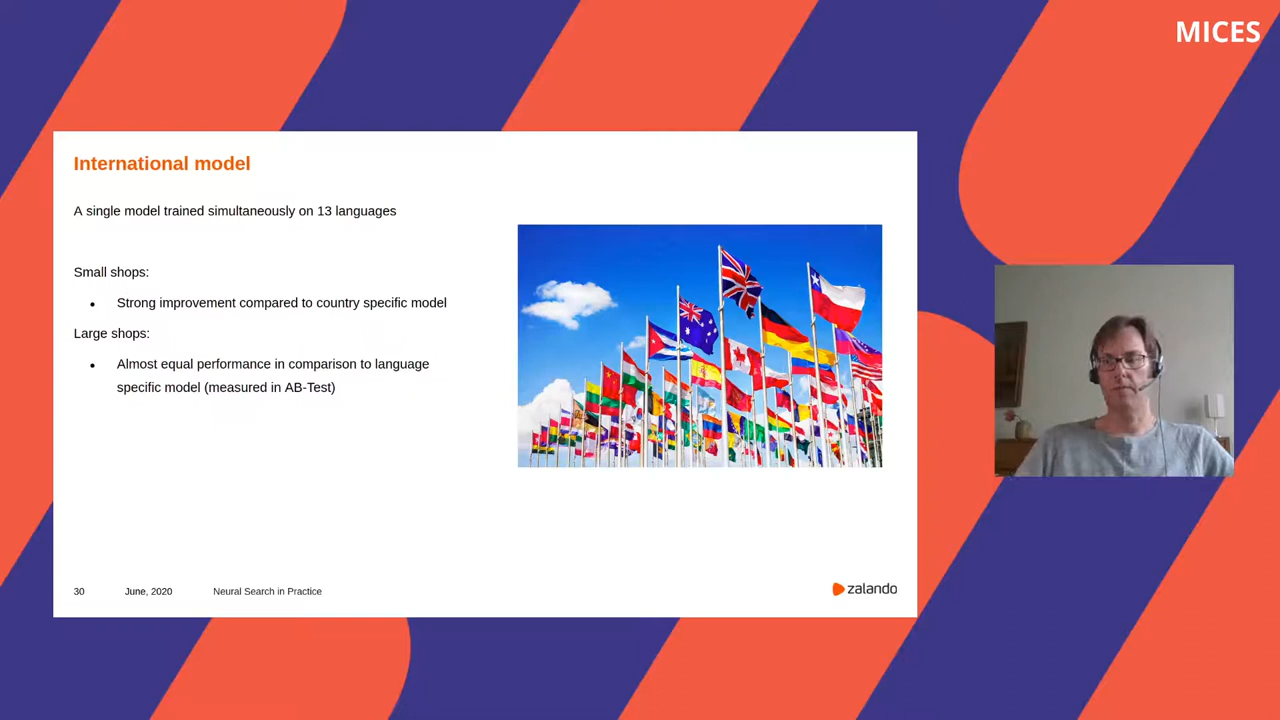 MICES
International model
A single model trained simultaneously on 13 languages
Small shops:
● Strong improvement compared to country specific model
Large shops:
● Almost equal performance in comparison to language
specific model (measured in AB-Test)
30 June, 2020 Neural Search in Practice
zalando